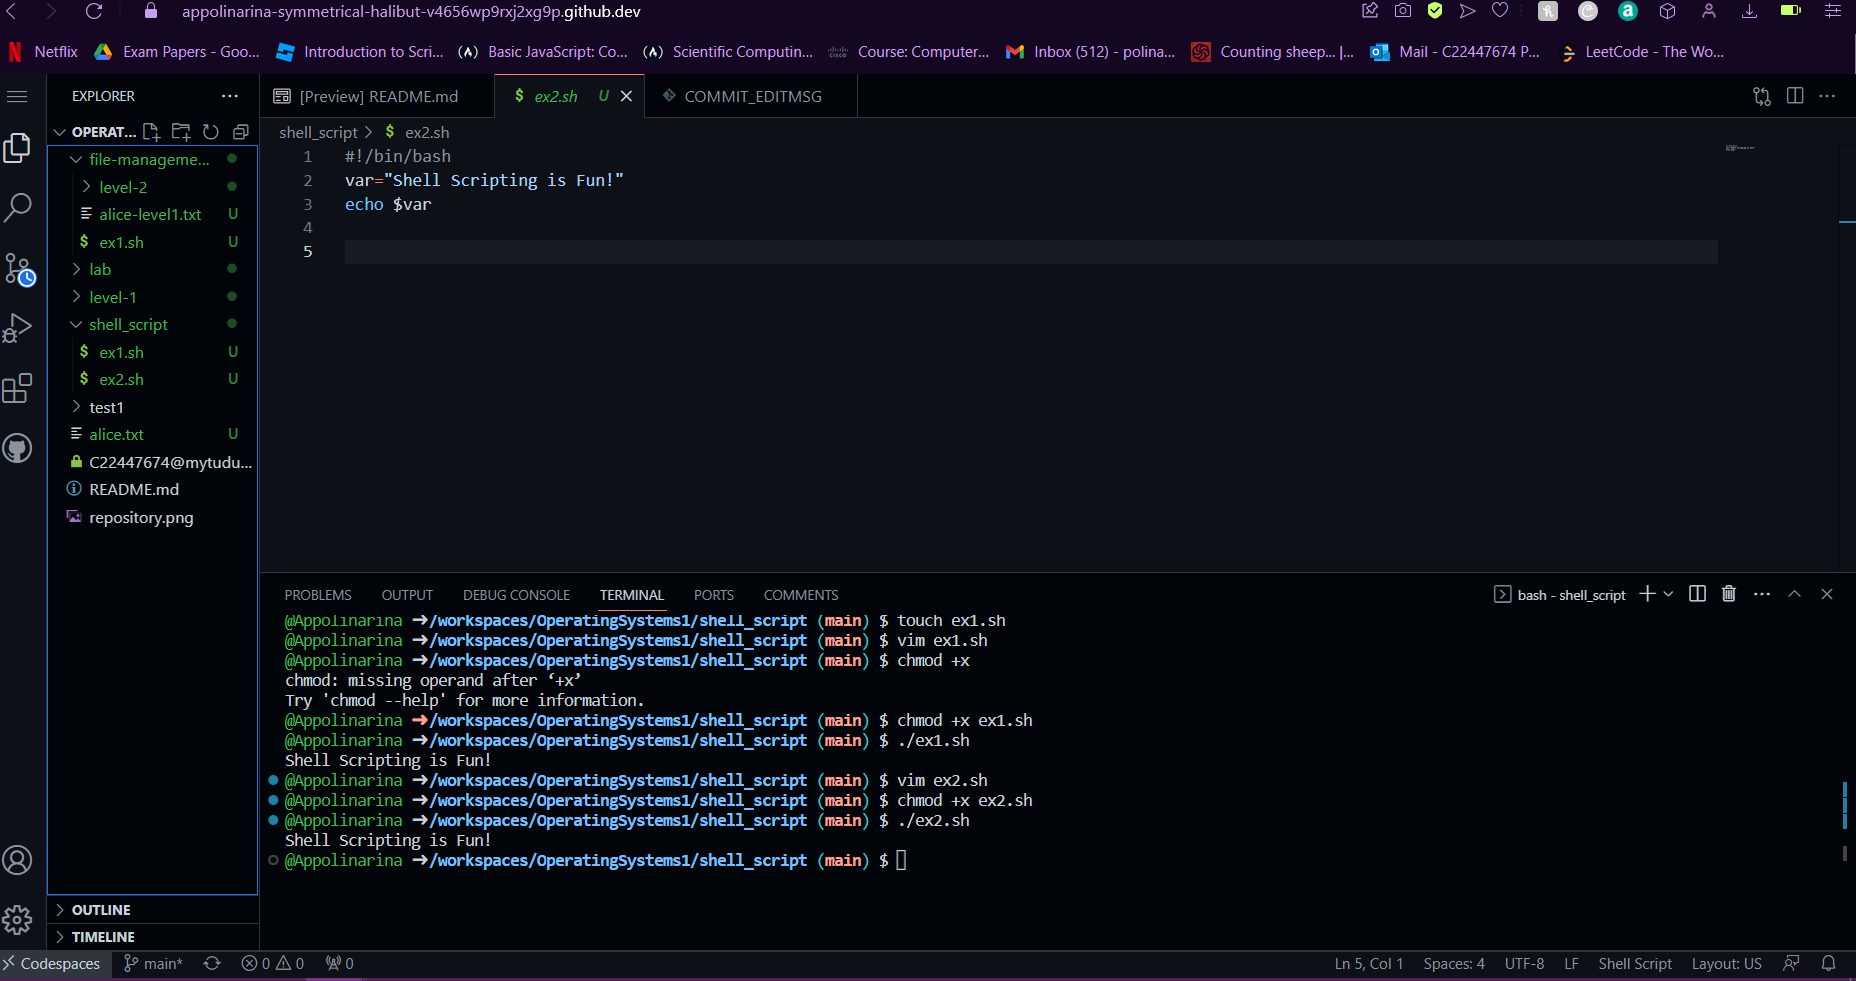 appolinarina-symmetrical-halibut-v4656wp9rxj2xg9p.github.dev
Netflix Exam Papers - Goo... Introduction to Scri... Basic JavaScript: Co... Scientific Computin... Course: Computer... Inbox (512) - polina... Counting sheep... |... Mail - C22447674 P... LeetCode - The Wo...
EXPLORER ··· [Preview] README.md $ ex2.sh U COMMIT_EDITMSG
OPERAT...
shell_script > $ ex2.sh
file-manageme...
level-2
alice-level1.txt U
$ ex1.sh U
lab
level-1
shell_script
$ ex1.sh U
$ ex2.sh U
test1
alice.txt U
C22447674@mytudu...
README.md
repository.png
OUTLINE
TIMELINE
1 #!/bin/bash
2 var="Shell Scripting is Fun!"
3 echo $var
4
5
PROBLEMS OUTPUT DEBUG CONSOLE TERMINAL PORTS COMMENTS bash - shell_script
@Appolinarina ➜/workspaces/OperatingSystems1/shell_script (main) $ touch ex1.sh
@Appolinarina ➜/workspaces/OperatingSystems1/shell_script (main) $ vim ex1.sh
@Appolinarina ➜/workspaces/OperatingSystems1/shell_script (main) $ chmod +x
chmod: missing operand after ‘+x’
Try 'chmod --help' for more information.
@Appolinarina ➜/workspaces/OperatingSystems1/shell_script (main) $ chmod +x ex1.sh
@Appolinarina ➜/workspaces/OperatingSystems1/shell_script (main) $ ./ex1.sh
Shell Scripting is Fun!
@Appolinarina ➜/workspaces/OperatingSystems1/shell_script (main) $ vim ex2.sh
@Appolinarina ➜/workspaces/OperatingSystems1/shell_script (main) $ chmod +x ex2.sh
@Appolinarina ➜/workspaces/OperatingSystems1/shell_script (main) $ ./ex2.sh
Shell Scripting is Fun!
@Appolinarina ➜/workspaces/OperatingSystems1/shell_script (main) $
Codespaces main* 0 0 0 Ln 5, Col 1 Spaces: 4 UTF-8 LF Shell Script Layout: US